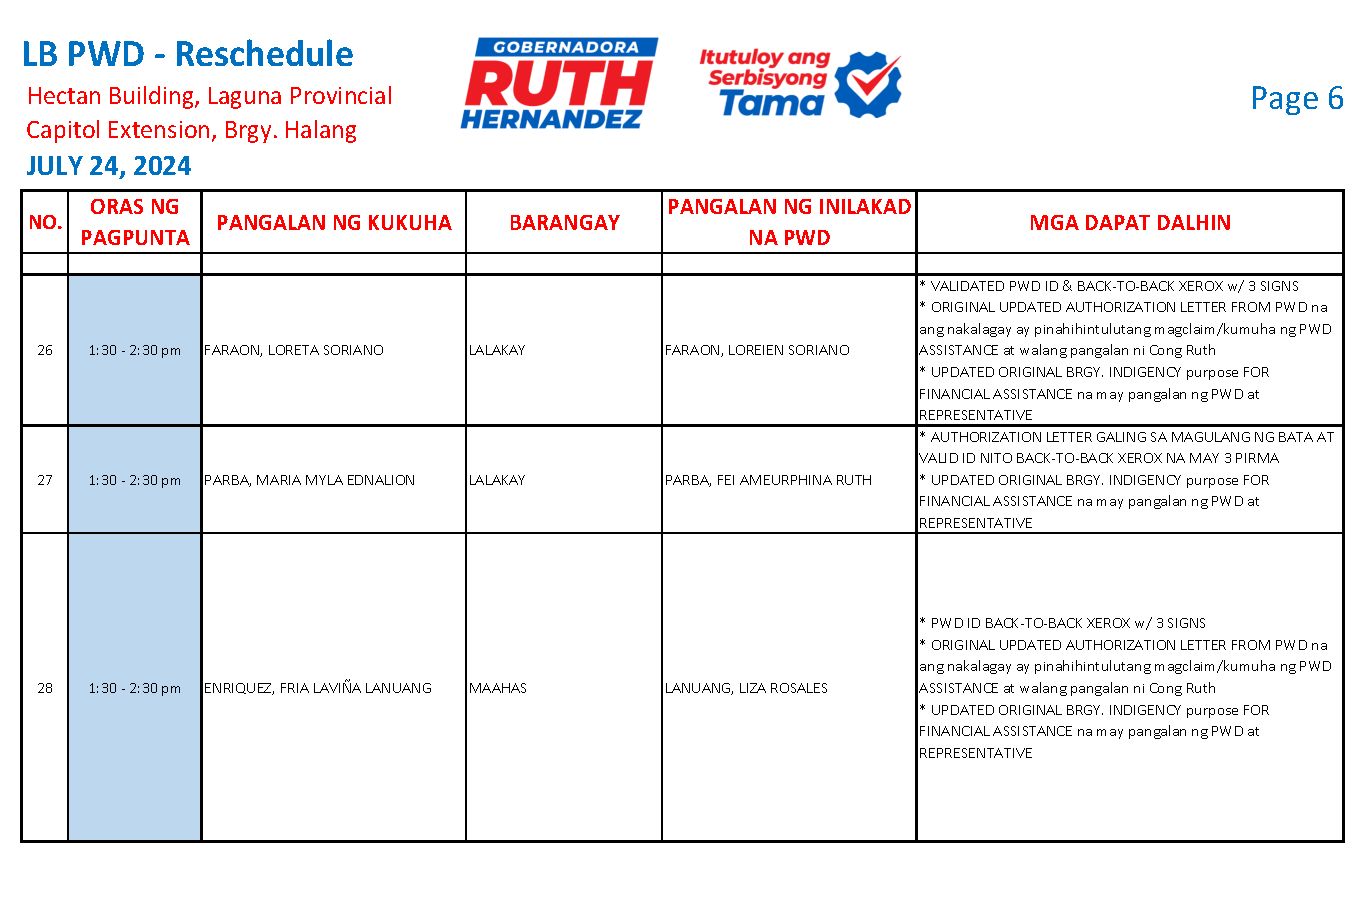 LB PWD - Reschedule
Hectan Building, Laguna Provincial
Capitol Extension, Brgy. Halang
JULY 24, 2024
GOBERNADORA
RUTH
HERNANDEZ
Itutuloy ang
Serbisyong
Tama
Page 6
NO.
ORAS NG
PAGPUNTA
PANGALAN NG KUKUHA
BARANGAY
PANGALAN NG INILAKAD
NA PWD
MGA DAPAT DALHIN
26
1:30 - 2:30 pm
FARAON, LORETA SORIANO
LALAKAY
FARAON, LOREIEN SORIANO
* VALIDATED PWD ID & BACK-TO-BACK XEROX w/ 3 SIGNS
* ORIGINAL UPDATED AUTHORIZATION LETTER FROM PWD na
ang nakalagay ay pinahihintulutang magclaim/kumuha ng PWD
ASSISTANCE at walang pangalan ni Cong Ruth
* UPDATED ORIGINAL BRGY. INDIGENCY purpose FOR
FINANCIAL ASSISTANCE na may pangalan ng PWD at
REPRESENTATIVE
27
1:30 - 2:30 pm
PARBA, MARIA MYLA EDNALION
LALAKAY
PARBA, FEI AMEURPHINA RUTH
* AUTHORIZATION LETTER GALING SA MAGULANG NG BATA AT
VALID ID NITO BACK-TO-BACK XEROX NA MAY 3 PIRMA
* UPDATED ORIGINAL BRGY. INDIGENCY purpose FOR
FINANCIAL ASSISTANCE na may pangalan ng PWD at
REPRESENTATIVE
28
1:30 - 2:30 pm
ENRIQUEZ, FRIA LAVIÑA LANUANG
MAAHAS
LANUANG, LIZA ROSALES
* PWD ID BACK-TO-BACK XEROX w/ 3 SIGNS
* ORIGINAL UPDATED AUTHORIZATION LETTER FROM PWD na
ang nakalagay ay pinahihintulutang magclaim/kumuha ng PWD
ASSISTANCE at walang pangalan ni Cong Ruth
* UPDATED ORIGINAL BRGY. INDIGENCY purpose FOR
FINANCIAL ASSISTANCE na may pangalan ng PWD at
REPRESENTATIVE